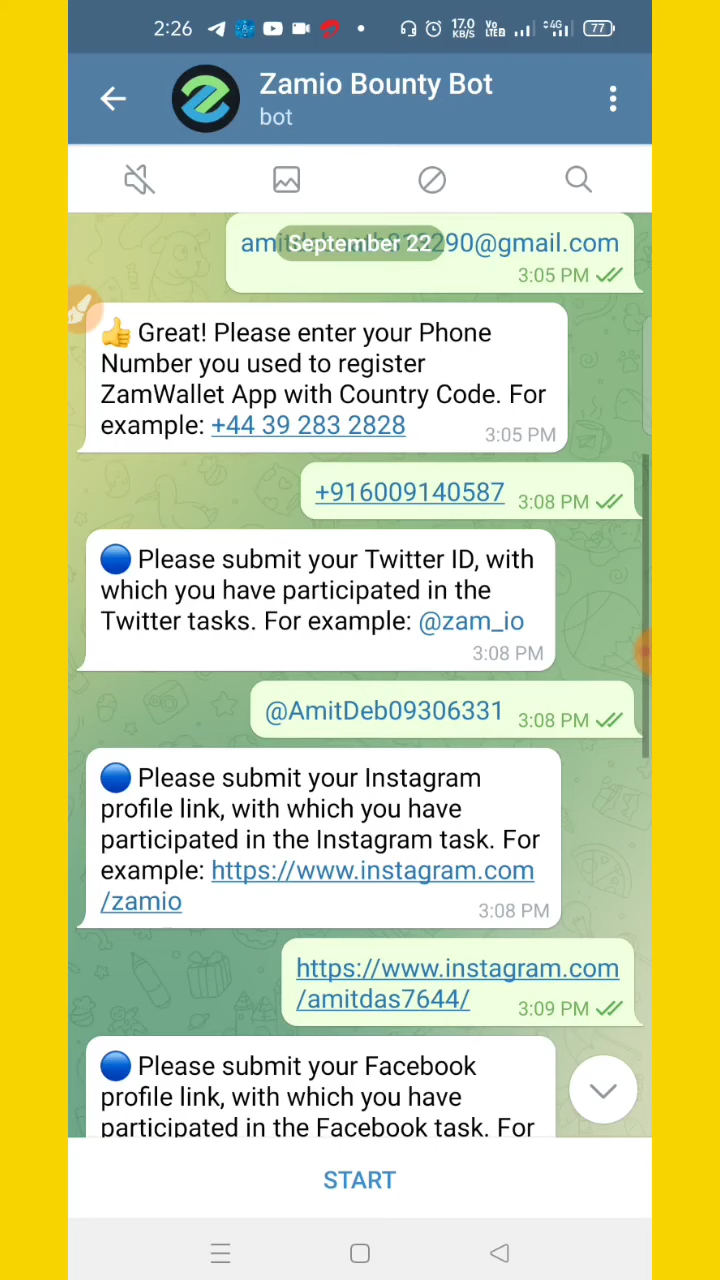 2:26 17.0 KB/S Vo LTE2 4G 77
Zamio Bounty Bot
bot
September 22
290@gmail.com
3:05 PM
👍 Great! Please enter your Phone
Number you used to register
ZamWallet App with Country Code. For
example: +44 39 283 2828
3:05 PM
+916009140587 3:08 PM
🔵 Please submit your Twitter ID, with
which you have participated in the
Twitter tasks. For example: @zam_io
3:08 PM
@AmitDeb09306331 3:08 PM
🔵 Please submit your Instagram
profile link, with which you have
participated in the Instagram task. For
example: https://www.instagram.com
/zamio
3:08 PM
https://www.instagram.com
/amitdas7644/ 3:09 PM
🔵 Please submit your Facebook
profile link, with which you have
participated in the Facebook task. For
START